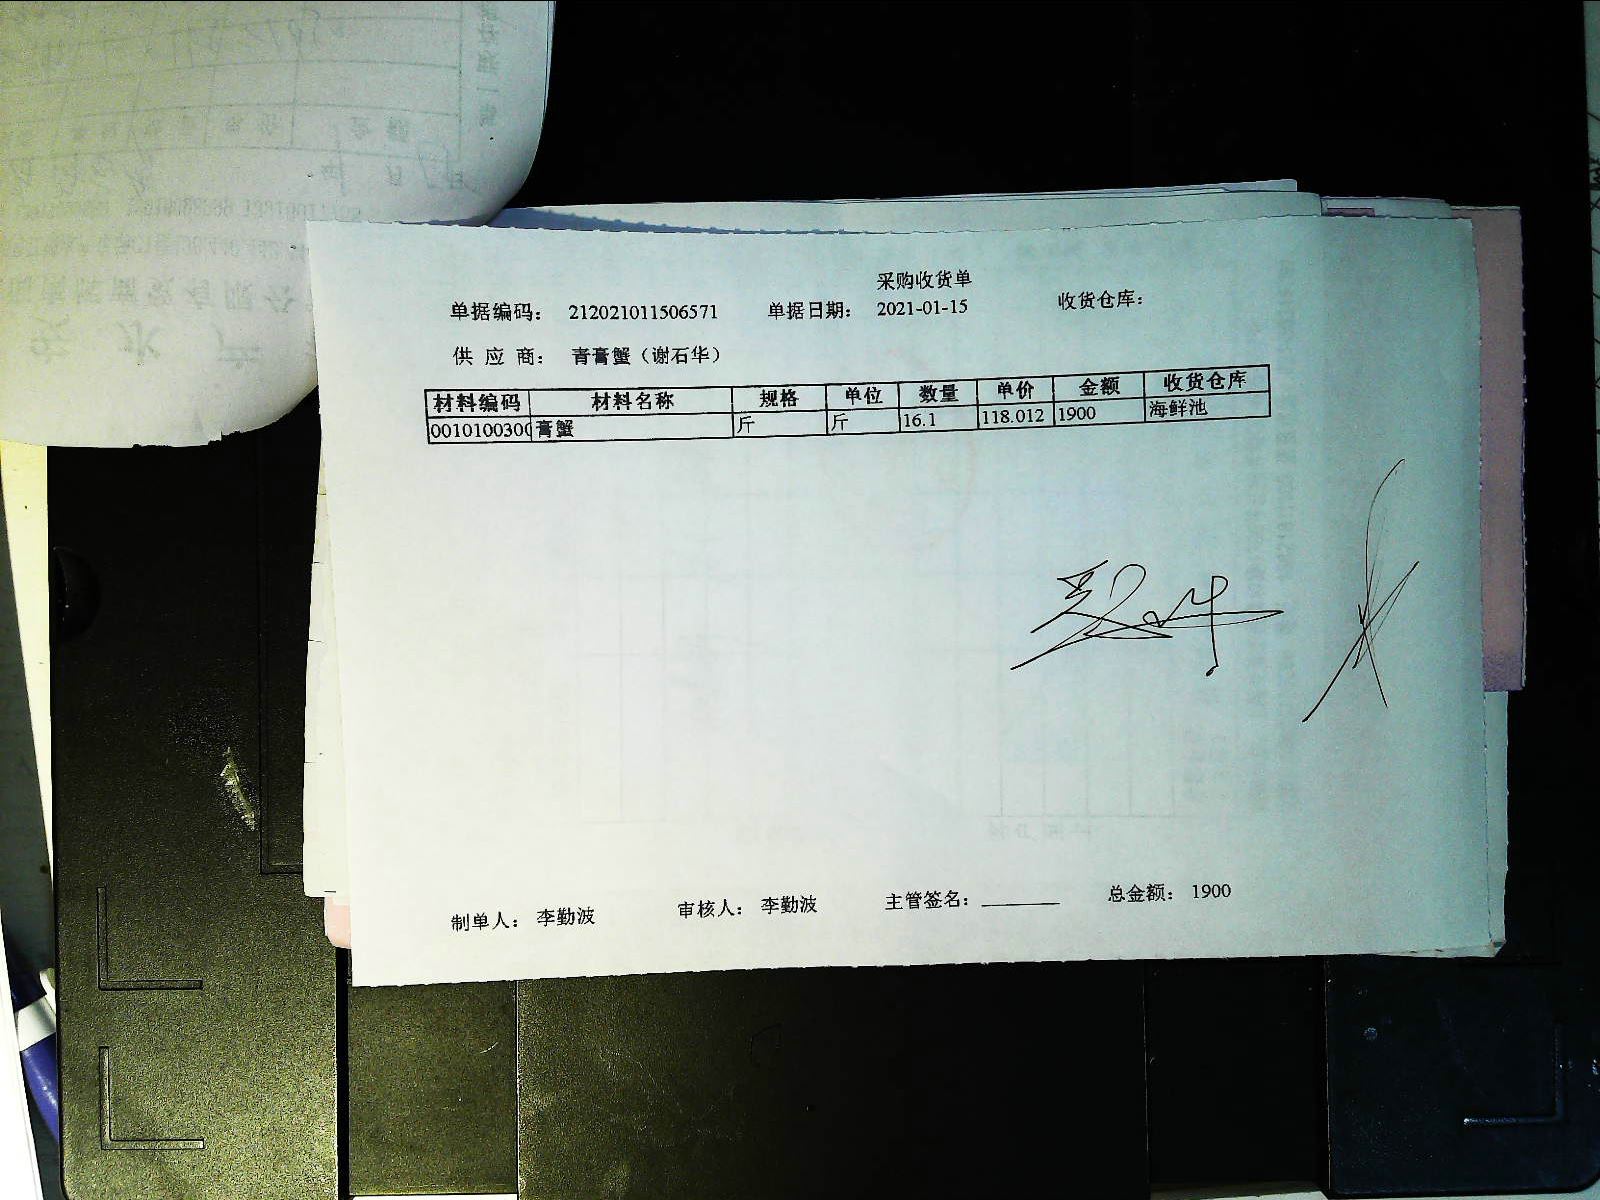 采购收货单
单据编码： 212021011506571 单据日期： 2021-01-15 收货仓库：
供 应 商： 青膏蟹（谢石华）
材料编码 材料名称 规格 单位 数量 单价 金额 收货仓库
0010100300 膏蟹 斤 斤 16.1 118.012 1900 海鲜池
制单人： 李勤波 审核人： 李勤波 主管签名：______ 总金额： 1900